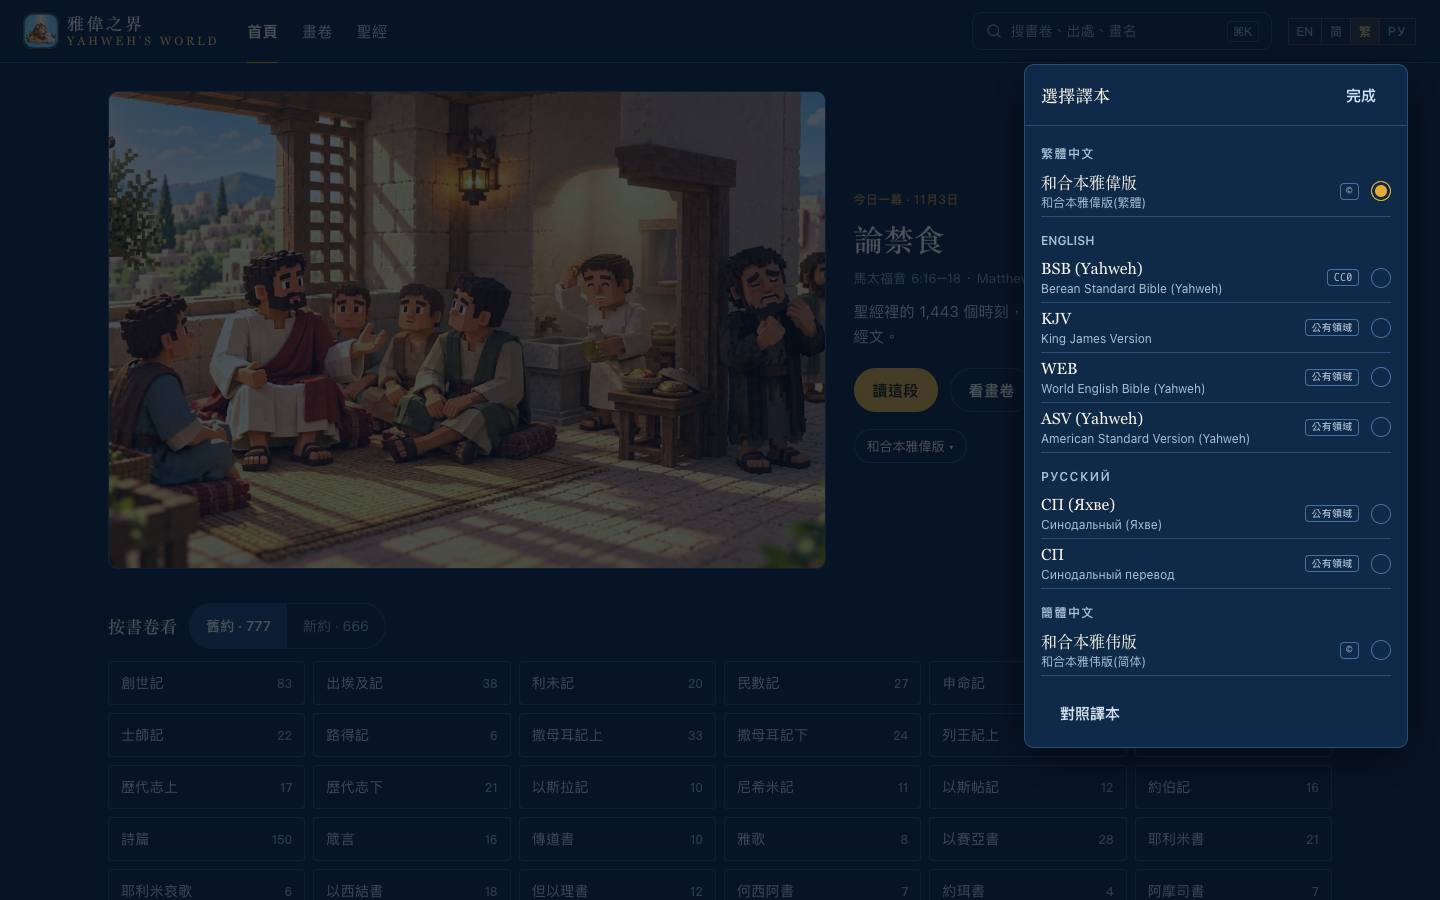 雅偉之界
YAHWEH'S WORLD
首頁 畫卷 聖經
搜書卷、出處、畫名
⌘K
EN 简 繁 РУ
選擇譯本
完成
繁體中文
和合本雅偉版
和合本雅偉版(繁體)
©
ENGLISH
BSB (Yahweh)
Berean Standard Bible (Yahweh)
CC0
KJV
King James Version
公有領域
WEB
World English Bible (Yahweh)
公有領域
ASV (Yahweh)
American Standard Version (Yahweh)
公有領域
РУССКИЙ
СП (Яхве)
Синодальный (Яхве)
公有領域
СП
Синодальный перевод
公有領域
簡體中文
和合本雅伟版
和合本雅伟版(简体)
©
對照譯本
今日一幕 · 11月3日
論禁食
馬太福音 6:16–18 · Matthew
聖經裡的 1,443 個時刻，
經文。
讀這段 看畫卷
和合本雅偉版 ▾
按書卷看 舊約 · 777 新約 · 666
創世記 83 出埃及記 38 利未記 20 民數記 27 申命記
士師記 22 路得記 6 撒母耳記上 33 撒母耳記下 24 列王紀上
歷代志上 17 歷代志下 21 以斯拉記 10 尼希米記 11 以斯帖記 12 約伯記 16
詩篇 150 箴言 16 傳道書 10 雅歌 8 以賽亞書 28 耶利米書 21
耶利米哀歌 6 以西結書 18 但以理書 12 何西阿書 7 約珥書 4 阿摩司書 7